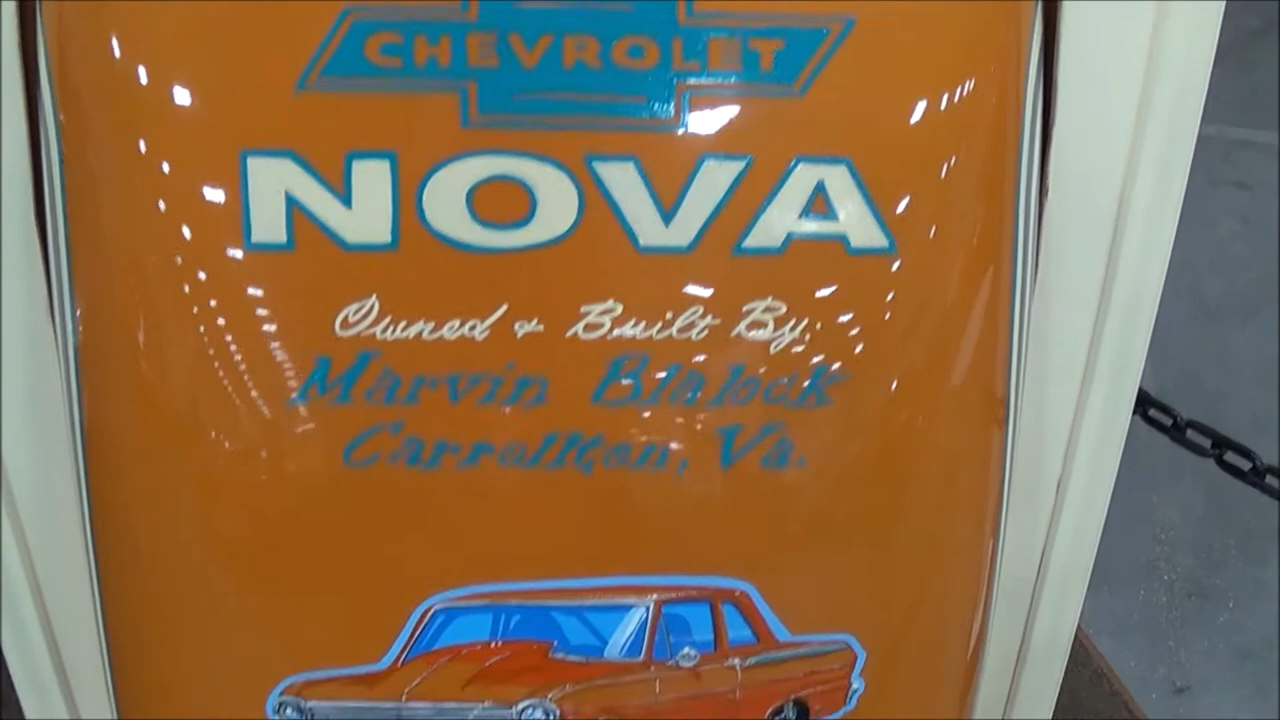 CHEVROLET
NOVA
Owned & Built By:
Marvin Blalock
Carrollton, Va.